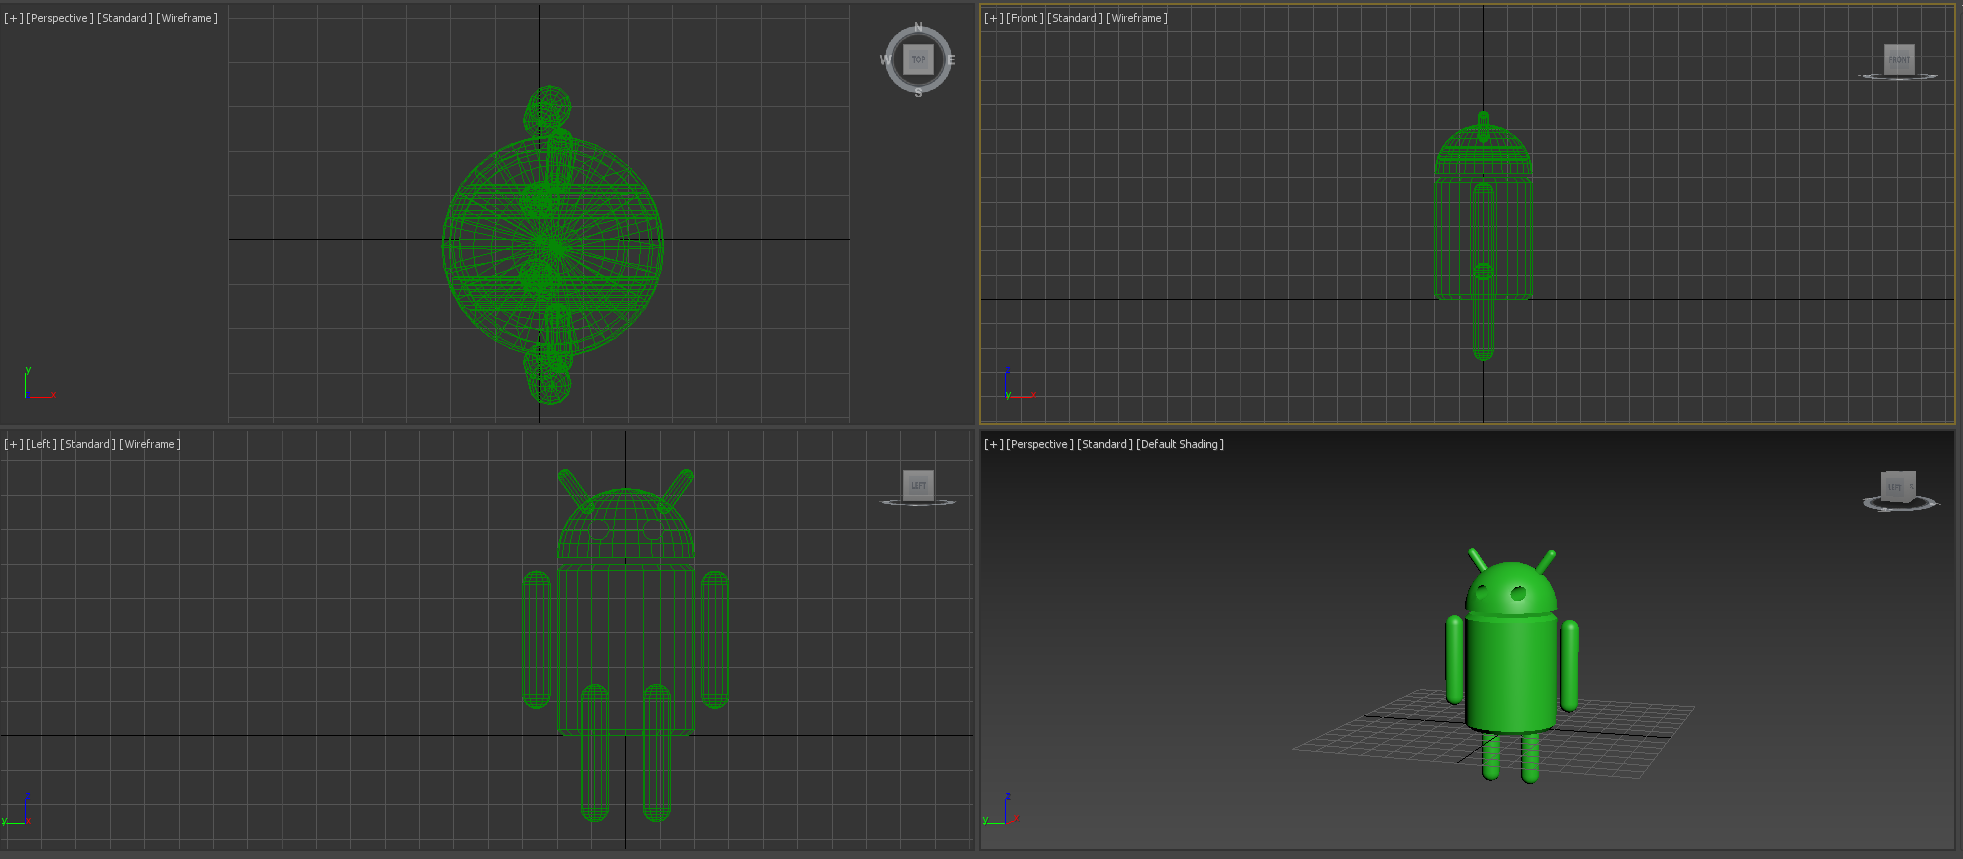 [+] [Perspective] [Standard] [Wireframe]
N
W TOP E
S
y
x
[+] [Front] [Standard] [Wireframe]
FRONT
z
y x
[+] [Left] [Standard] [Wireframe]
LEFT
z
y x
[+] [Perspective] [Standard] [Default Shading]
LEFT
z
y x